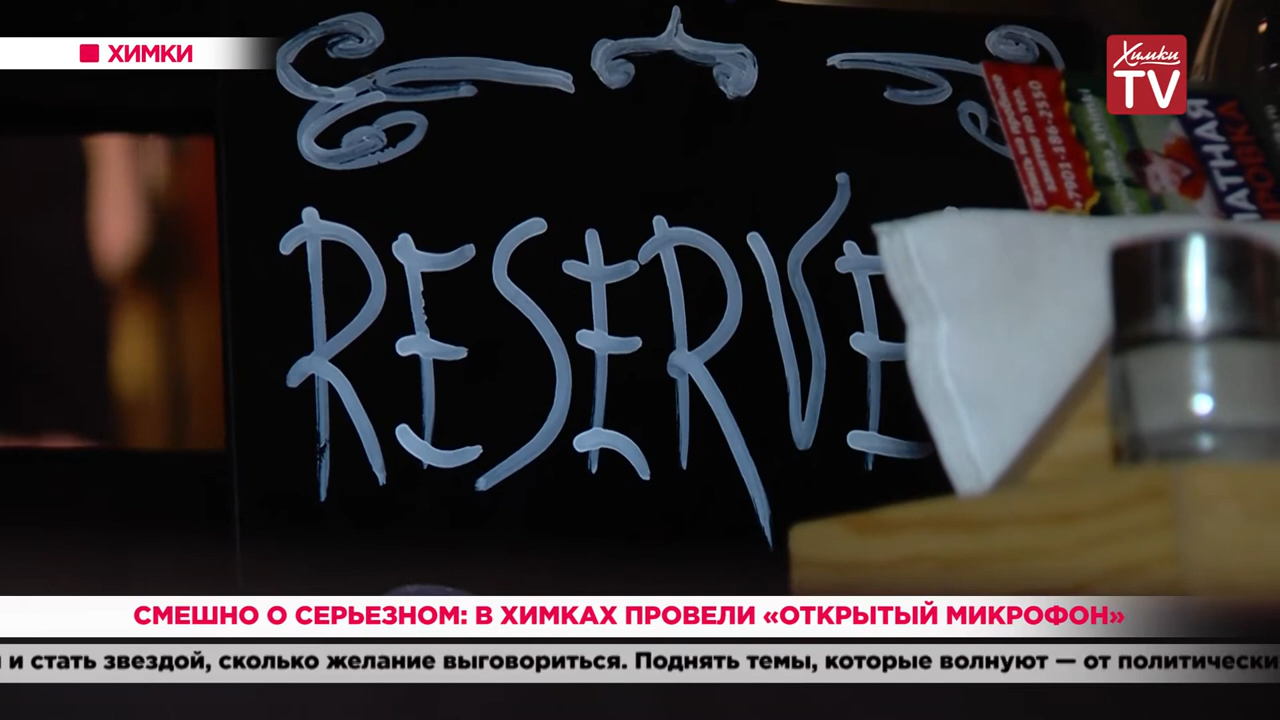 ХИМКИ
Химки
TV
RESERVE
СМЕШНО О СЕРЬЕЗНОМ: В ХИМКАХ ПРОВЕЛИ «ОТКРЫТЫЙ МИКРОФОН»
и стать звездой, сколько желание выговориться. Поднять темы, которые волнуют — от политически